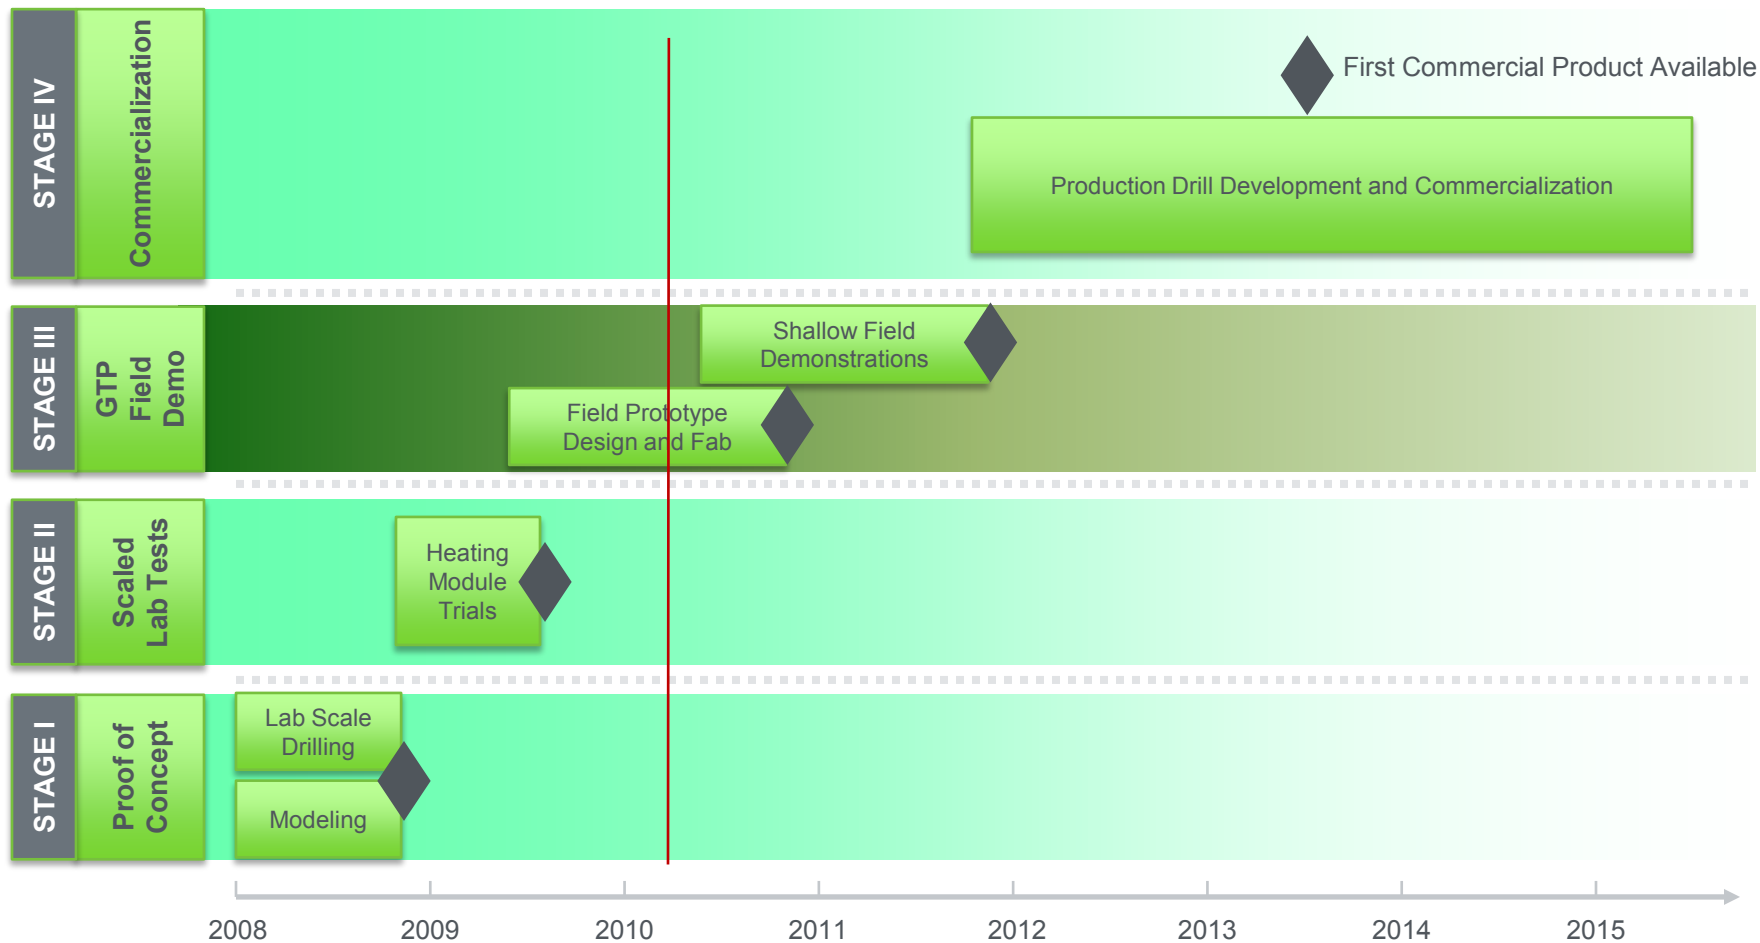 STAGE IV
Commercialization
First Commercial Product Available
Production Drill Development and Commercialization
STAGE III
GTP
Field
Demo
Shallow Field
Demonstrations
Field Prototype
Design and Fab
STAGE II
Scaled
Lab Tests
Heating
Module
Trials
STAGE I
Proof of
Concept
Lab Scale
Drilling
Modeling
2008 2009 2010 2011 2012 2013 2014 2015